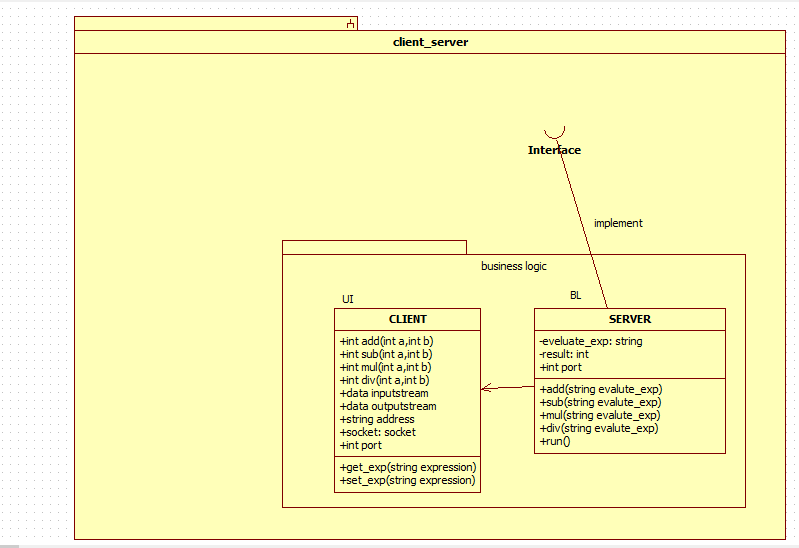 client_server
Interface
implement
business logic
UI
BL
CLIENT
+int add(int a,int b)
+int sub(int a,int b)
+int mul(int a,int b)
+int div(int a,int b)
+data inputstream
+data outputstream
+string address
+socket: socket
+int port
+get_exp(string expression)
+set_exp(string expression)
SERVER
-eveluate_exp: string
-result: int
+int port
+add(string evalute_exp)
+sub(string evalute_exp)
+mul(string evalute_exp)
+div(string evalute_exp)
+run()